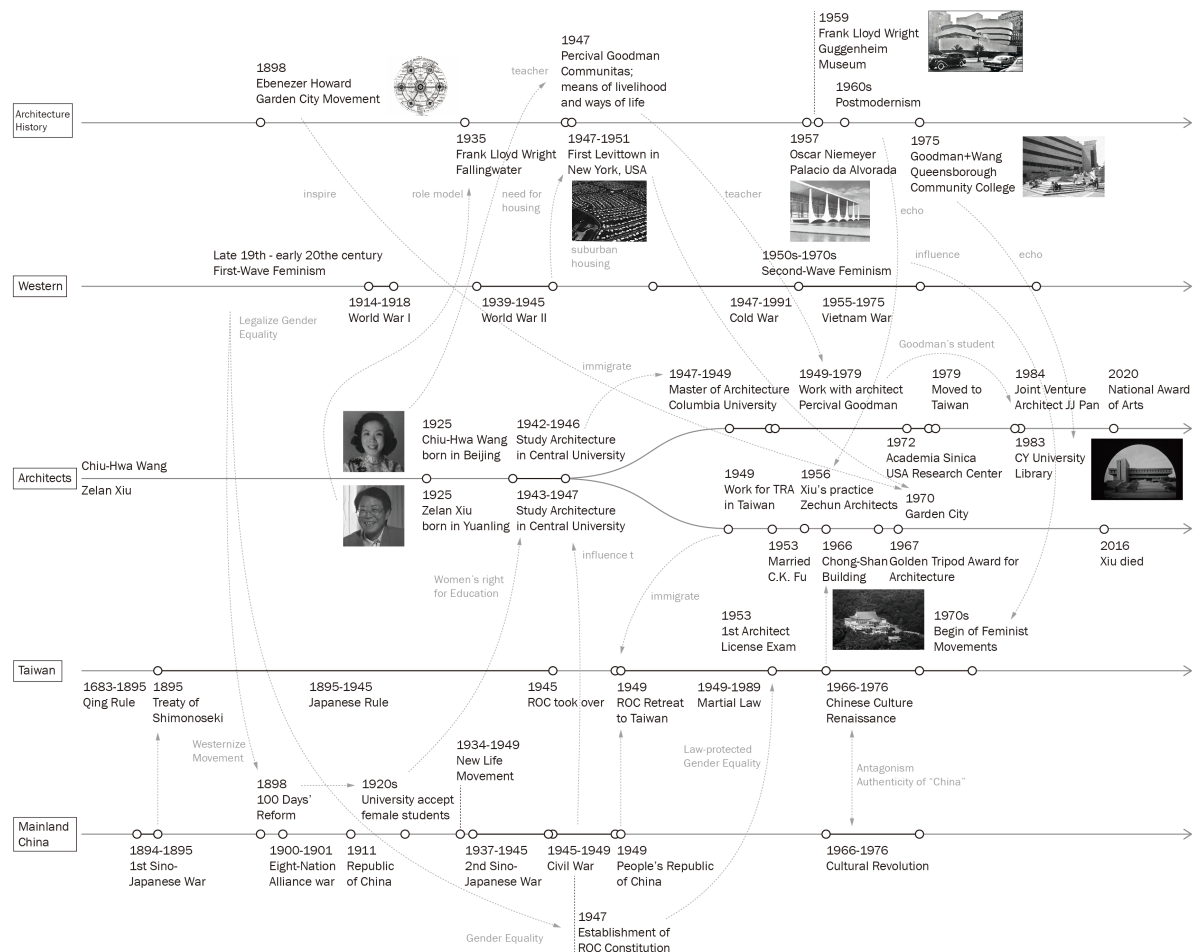 1959
Frank Lloyd Wright
Guggenheim
Museum
1947
Percival Goodman
Communitas;
means of livelihood
and ways of life
teacher
1898
Ebenezer Howard
Garden City Movement
1960s
Postmodernism
Architecture
History
1935
Frank Lloyd Wright
Fallingwater
1947-1951
First Levittown in
New York, USA
1957
Oscar Niemeyer
Palacio da Alvorada
1975
Goodman+Wang
Queensborough
Community College
inspire
role model
need for
housing
teacher
echo
suburban
housing
Late 19th - early 20the century
First-Wave Feminism
1950s-1970s
Second-Wave Feminism
influence
echo
Western
1914-1918
World War I
1939-1945
World War II
1947-1991
Cold War
1955-1975
Vietnam War
Legalize Gender
Equality
Goodman's student
immigrate
1947-1949
Master of Architecture
Columbia University
1949-1979
Work with architect
Percival Goodman
1979
Moved to
Taiwan
1984
Joint Venture
Architect JJ Pan
2020
National Award
of Arts
1925
Chiu-Hwa Wang
born in Beijing
1942-1946
Study Architecture
in Central University
1972
Academia Sinica
USA Research Center
1983
CY University
Library
Architects
Chiu-Hwa Wang
Zelan Xiu
1925
Zelan Xiu
born in Yuanling
1943-1947
Study Architecture
in Central University
1949
Work for TRA
in Taiwan
1956
Xiu's practice
Zechun Architects
1970
Garden City
influence t
1953
Married
C.K. Fu
1966
Chong-Shan
Building
1967
Golden Tripod Award for
Architecture
2016
Xiu died
Women's right
for Education
immigrate
1953
1st Architect
License Exam
1970s
Begin of Feminist
Movements
Taiwan
1683-1895
Qing Rule
1895
Treaty of
Shimonoseki
1895-1945
Japanese Rule
1945
ROC took over
1949
ROC Retreat
to Taiwan
1949-1989
Martial Law
1966-1976
Chinese Culture
Renaissance
Westernize
Movement
1934-1949
New Life
Movement
Law-protected
Gender Equality
Antagonism
Authenticity of "China"
1898
100 Days'
Reform
1920s
University accept
female students
Mainland
China
1894-1895
1st Sino-
Japanese War
1900-1901
Eight-Nation
Alliance war
1911
Republic
of China
1937-1945
2nd Sino-
Japanese War
1945-1949
Civil War
1949
People's Republic
of China
1966-1976
Cultural Revolution
Gender Equality
1947
Establishment of
ROC Constitution